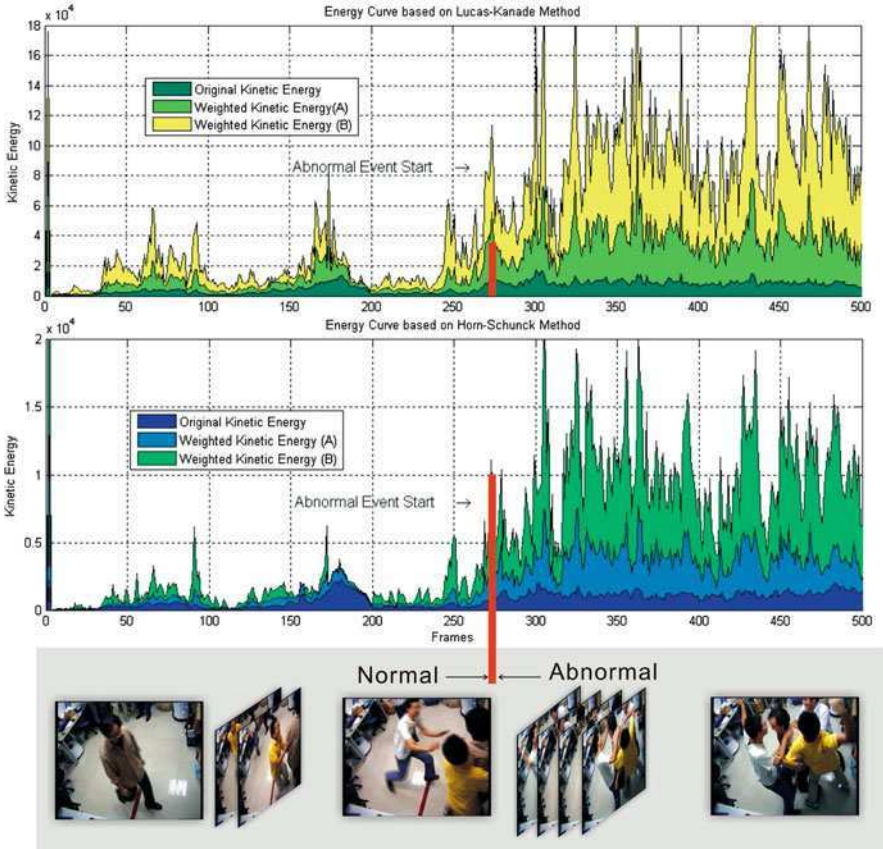 Energy Curve based on Lucas-Kanade Method
x 10⁴
18
16
14
12
10
8
6
4
2
0
Kinetic Energy
Original Kinetic Energy
Weighted Kinetic Energy(A)
Weighted Kinetic Energy (B)
Abnormal Event Start →
0 50 100 150 200 250 300 350 400 450 500
Energy Curve based on Horn-Schunck Method
x 10⁴
2
1.5
1
0.5
0
Kinetic Energy
Original Kinetic Energy
Weighted Kinetic Energy (A)
Weighted Kinetic Energy (B)
Abnormal Event Start →
0 50 100 150 200 250 300 350 400 450 500
Frames
Normal → ← Abnormal